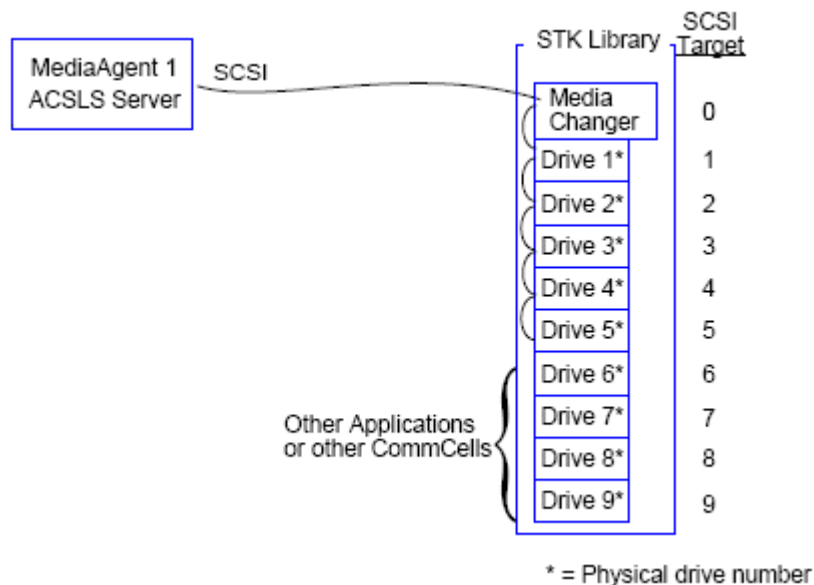 SCSI
Target
STK Library
MediaAgent 1
ACSLS Server
SCSI
Media
Changer
0
Drive 1*
1
Drive 2*
2
Drive 3*
3
Drive 4*
4
Drive 5*
5
Drive 6*
6
Other Applications
or other CommCells
Drive 7*
7
Drive 8*
8
Drive 9*
9
* = Physical drive number